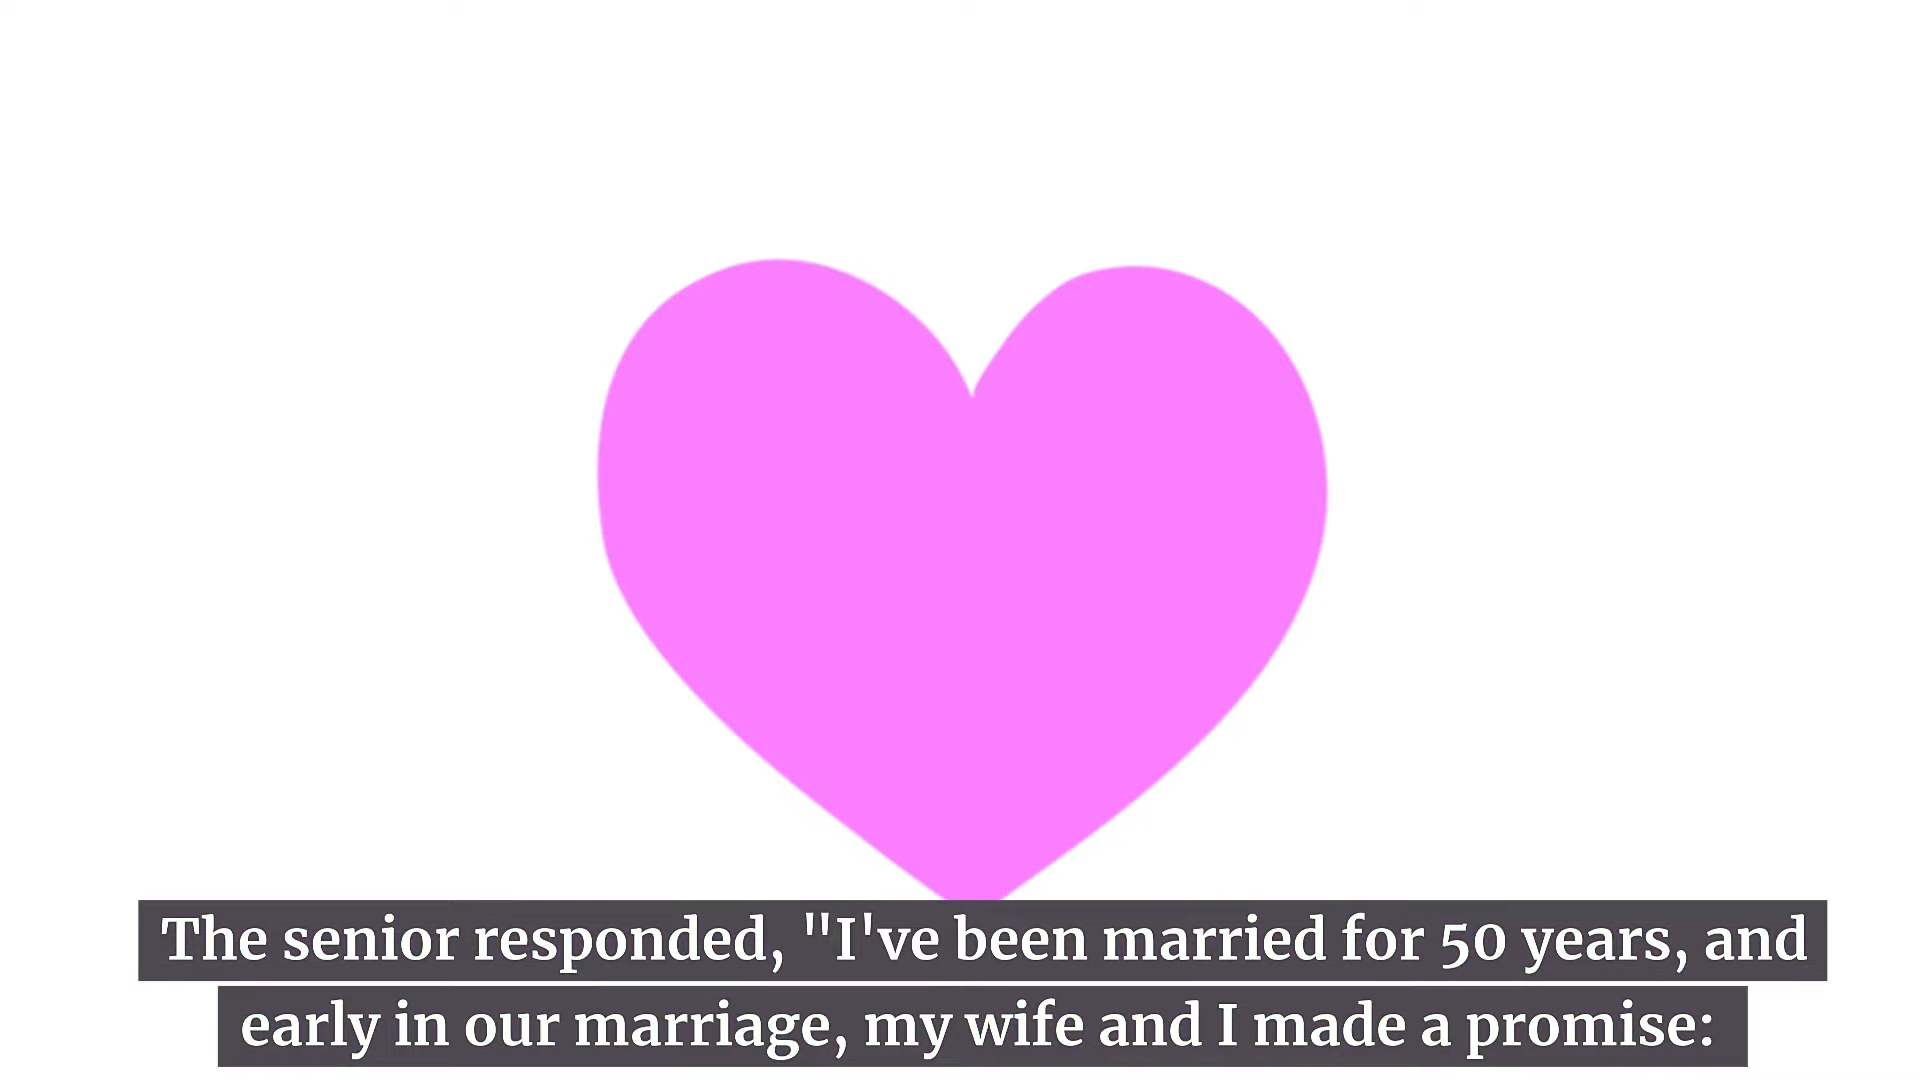 The senior responded, "I've been married for 50 years, and
early in our marriage, my wife and I made a promise: